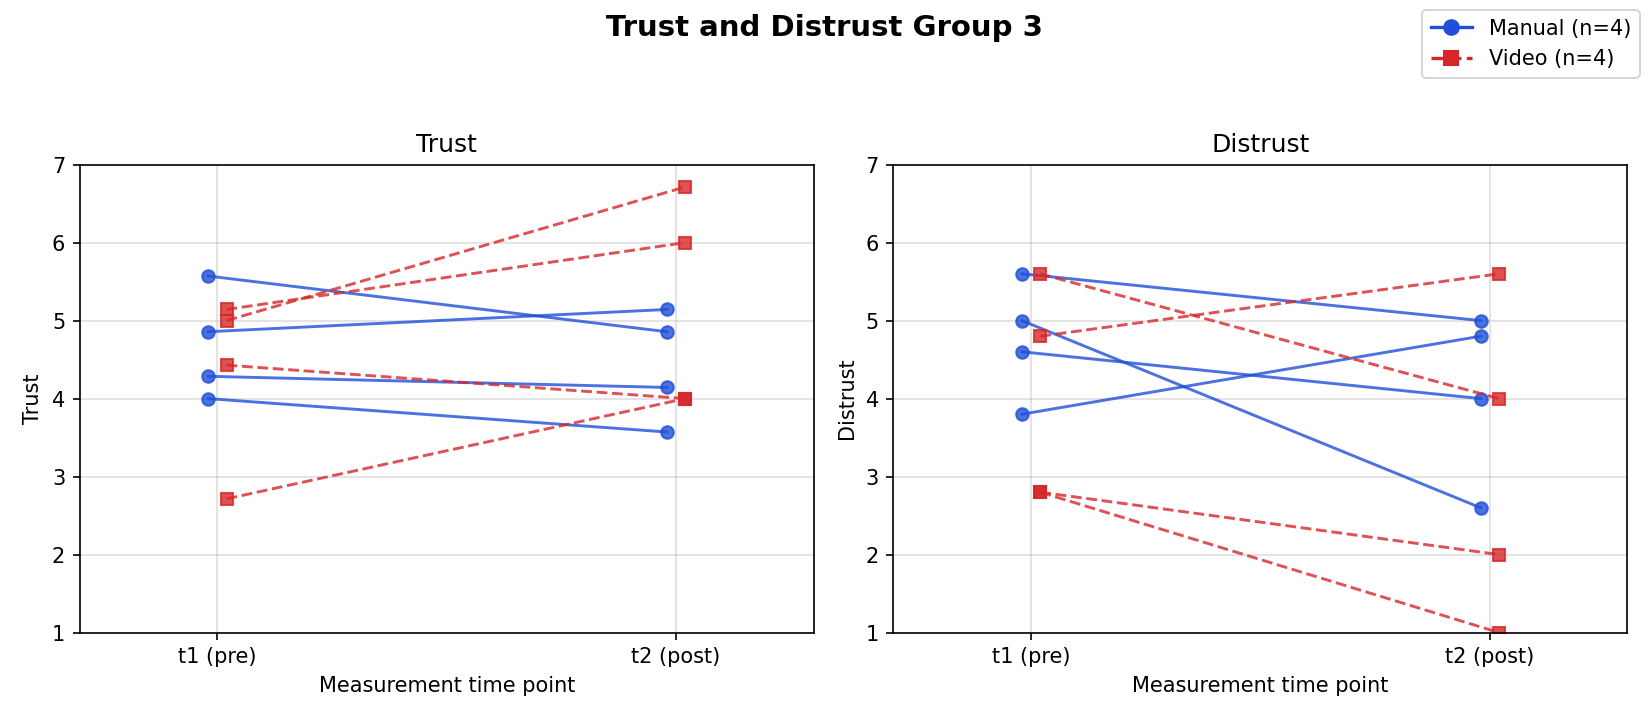 Trust and Distrust Group 3
Manual (n=4)
Video (n=4)
Trust
7
6
5
4
3
2
1
Trust
t1 (pre)
t2 (post)
Measurement time point
Distrust
7
6
5
4
3
2
1
Distrust
t1 (pre)
t2 (post)
Measurement time point